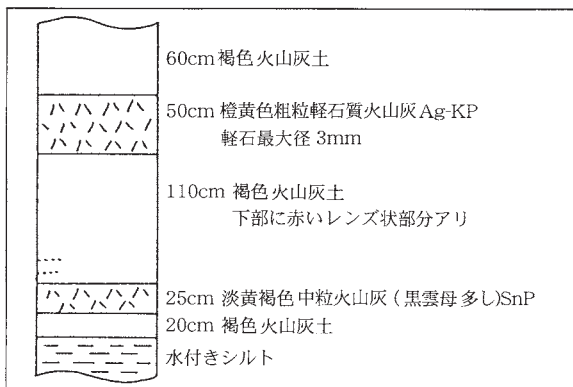 60cm 褐色火山灰土
50cm 橙黄色粗粒軽石質火山灰Ag-KP
軽石最大径 3mm
110cm 褐色火山灰土
下部に赤いレンズ状部分アリ
25cm 淡黄褐色中粒火山灰(黒雲母多し)SnP
20cm 褐色火山灰土
水付きシルト